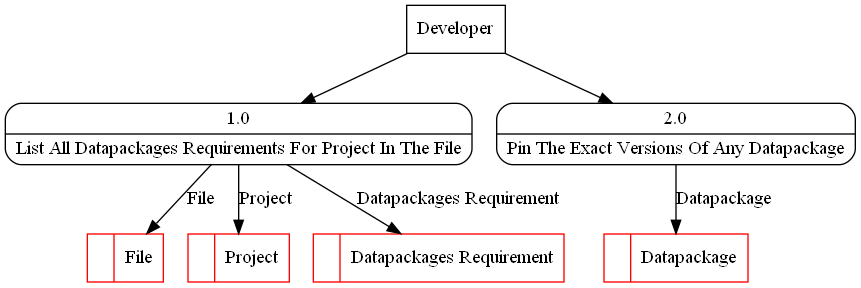 Developer
1.0
List All Datapackages Requirements For Project In The File
2.0
Pin The Exact Versions Of Any Datapackage
File
Project
Datapackages Requirement
Datapackage
File
Project
Datapackages Requirement
Datapackage